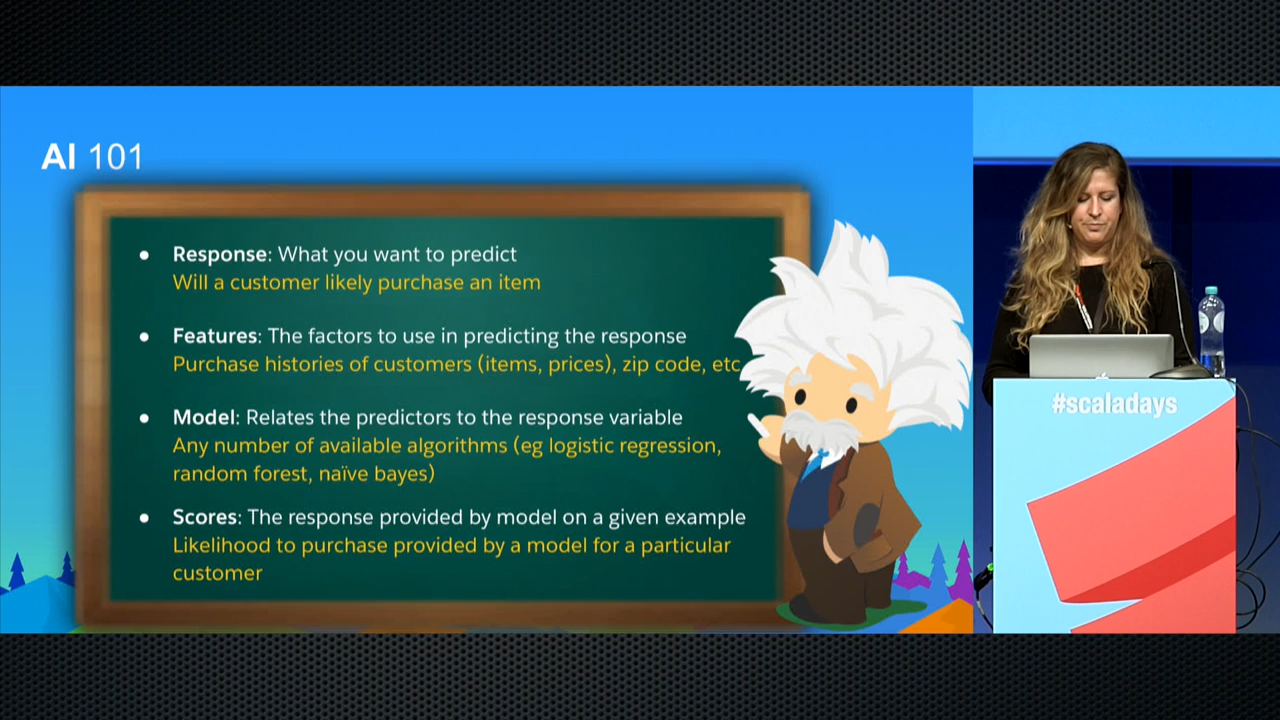 AI 101
• Response: What you want to predict
Will a customer likely purchase an item
• Features: The factors to use in predicting the response
Purchase histories of customers (items, prices), zip code, etc
• Model: Relates the predictors to the response variable
Any number of available algorithms (eg logistic regression,
random forest, naïve bayes)
• Scores: The response provided by model on a given example
Likelihood to purchase provided by a model for a particular
customer
#scaladays